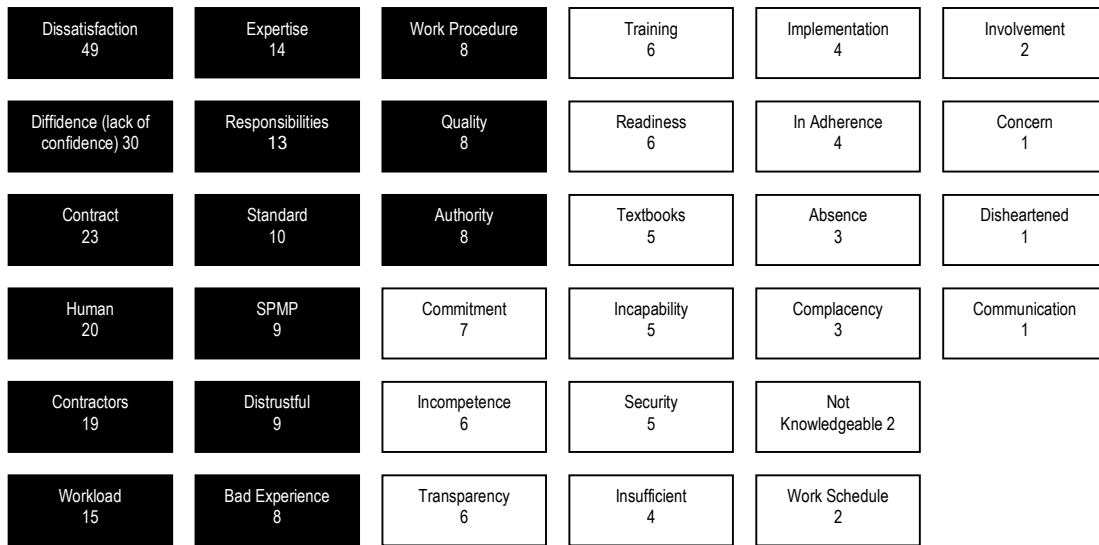 Dissatisfaction
49
Expertise
14
Work Procedure
8
Training
6
Implementation
4
Involvement
2
Diffidence (lack of
confidence) 30
Responsibilities
13
Quality
8
Readiness
6
In Adherence
4
Concern
1
Contract
23
Standard
10
Authority
8
Textbooks
5
Absence
3
Disheartened
1
Human
20
SPMP
9
Commitment
7
Incapability
5
Complacency
3
Communication
1
Contractors
19
Distrustful
9
Incompetence
6
Security
5
Not
Knowledgeable 2
Workload
15
Bad Experience
8
Transparency
6
Insufficient
4
Work Schedule
2